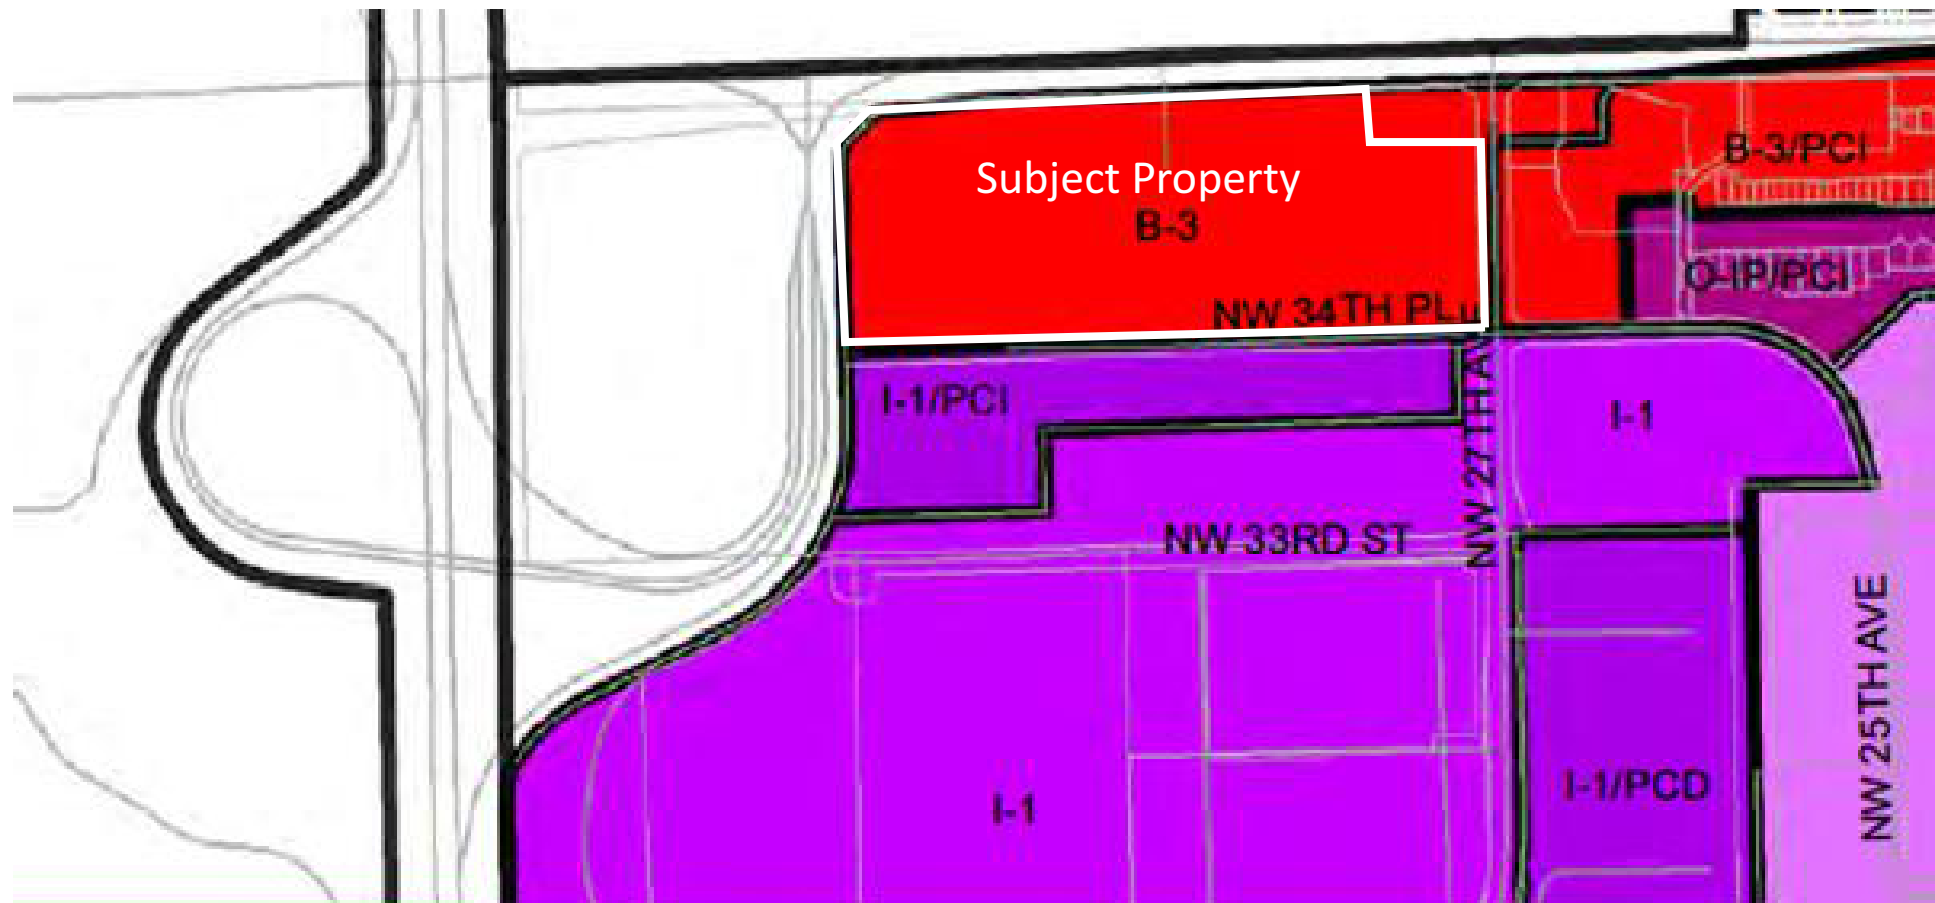 B-3/PCI
Subject Property
B-3
O-IP/PCI
NW 34TH PL
I-1/PCI
I-1
NW 27TH AV
NW 33RD ST
NW 25TH AVE
I-1/PCD
I-1